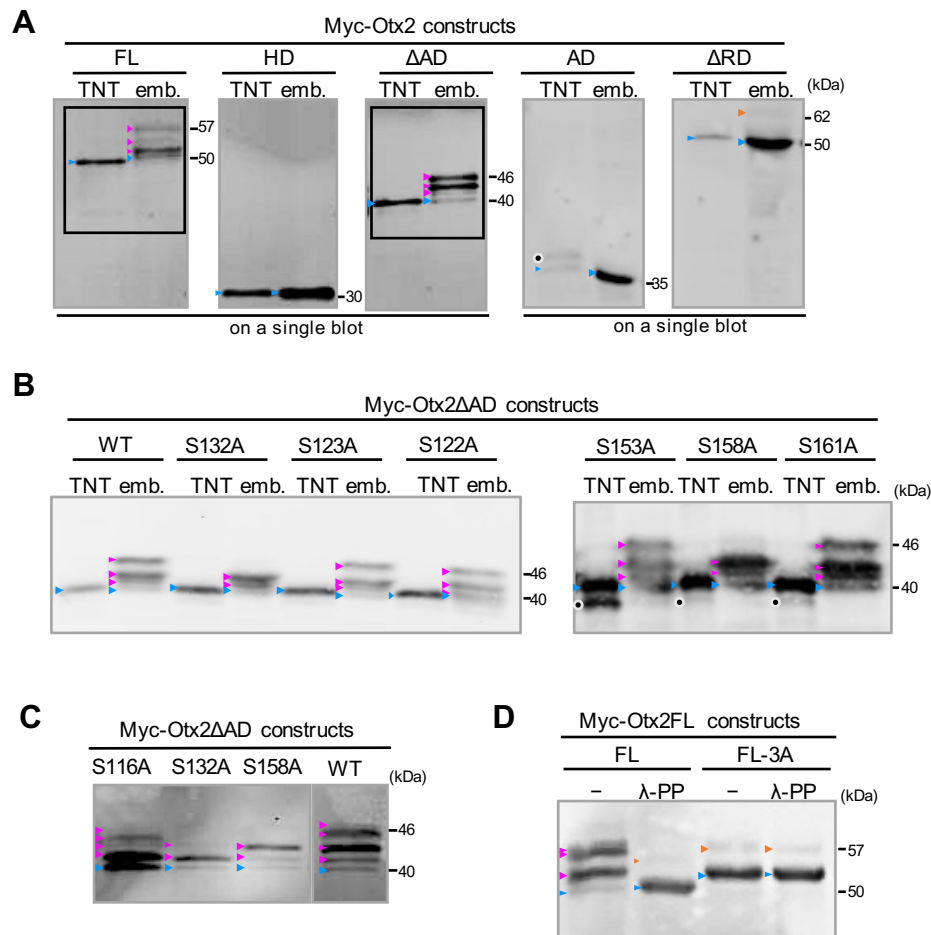 A
Myc-Otx2 constructs
FL HD ΔAD AD ΔRD
TNT emb. TNT emb. TNT emb. TNT emb. TNT emb. (kDa)
57
50
30
46
40
35
62
50
on a single blot
on a single blot
B
Myc-Otx2ΔAD constructs
WT S132A S123A S122A S153A S158A S161A
TNT emb. TNT emb. TNT emb. TNT emb. TNT emb. TNT emb. TNT emb. (kDa)
46
40
46
40
C
Myc-Otx2ΔAD constructs
S116A S132A S158A WT
(kDa)
46
40
D
Myc-Otx2FL constructs
FL FL-3A
– λ-PP – λ-PP (kDa)
57
50